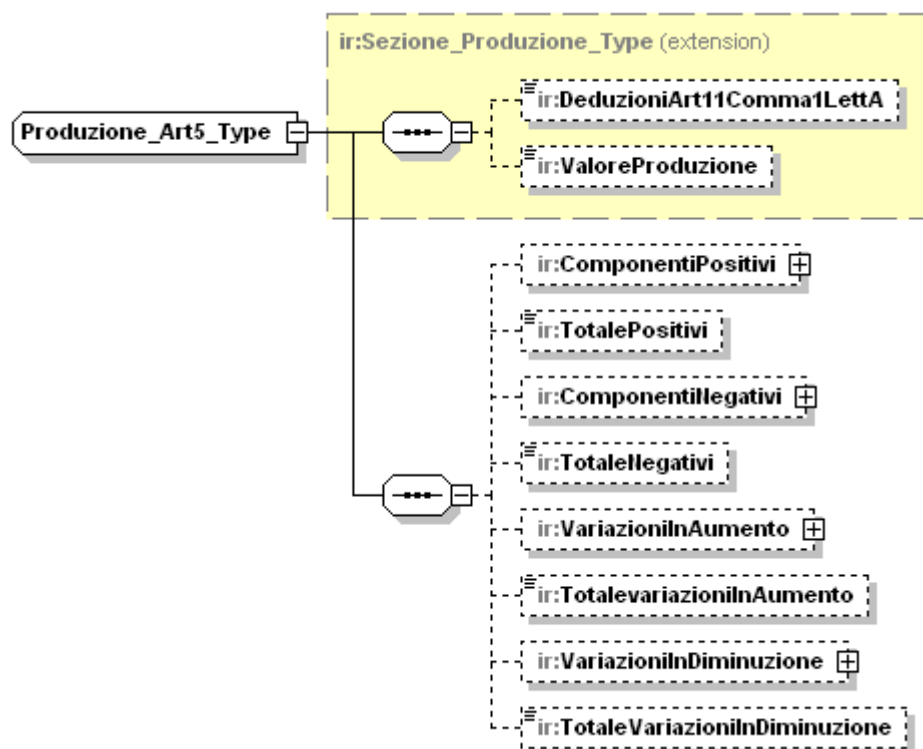 ir:Sezione_Produzione_Type (extension)
ir:DeduzioniArt11Comma1LettA
Produzione_Art5_Type
ir:ValoreProduzione
ir:ComponentiPositivi
ir:TotalePositivi
ir:ComponentiNegativi
ir:TotaleNegativi
ir:VariazioniInAumento
ir:TotalevariazioniInAumento
ir:VariazioniInDiminuzione
ir:TotaleVariazioniInDiminuzione